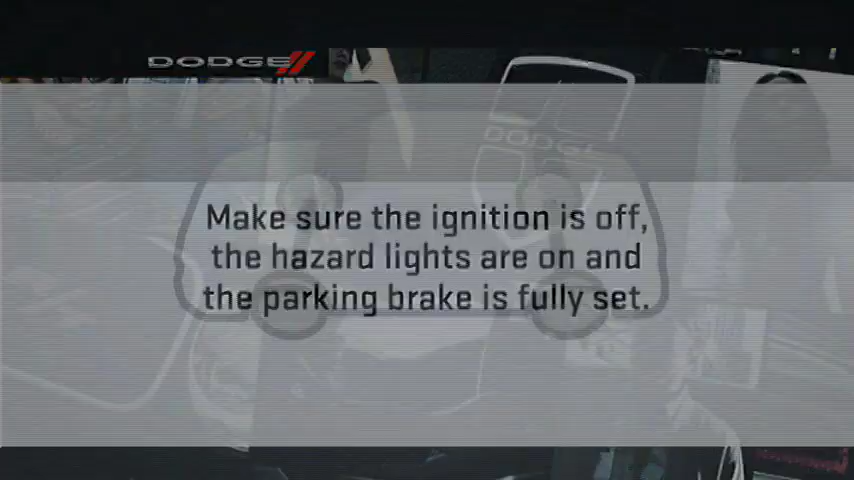 DODGE
DODGE
Make sure the ignition is off,
the hazard lights are on and
the parking brake is fully set.